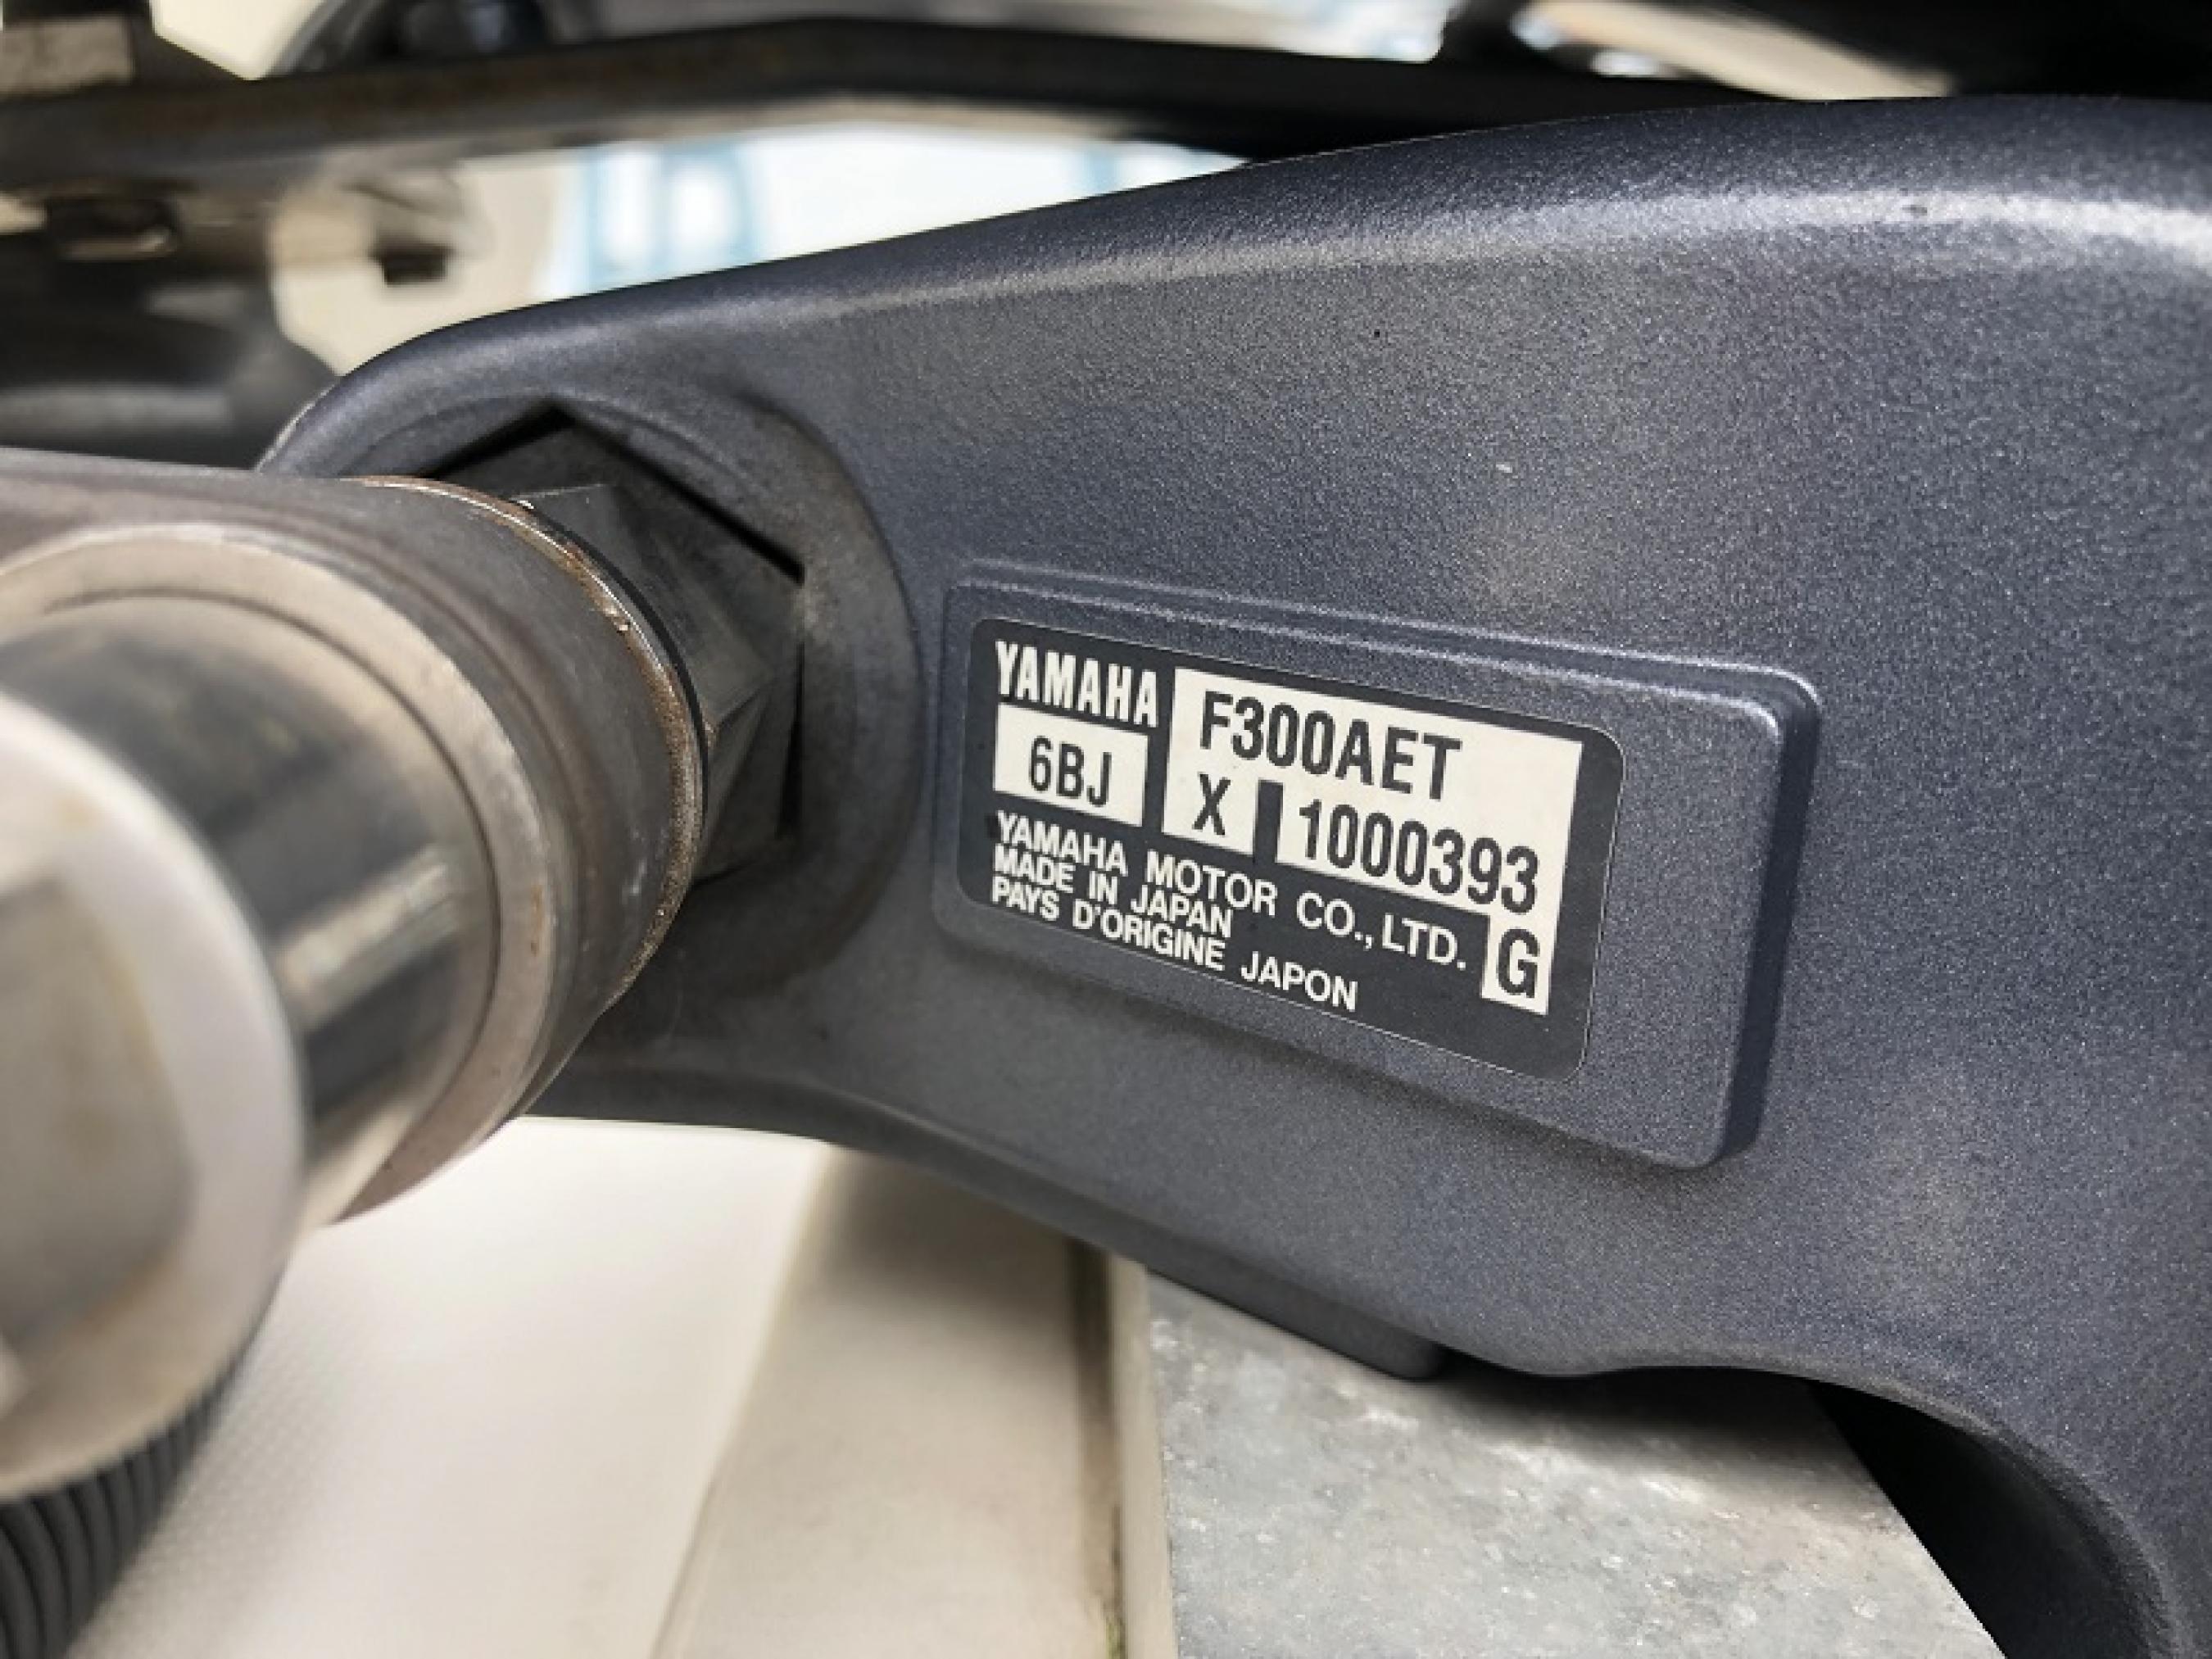 YAMAHA F300AET
6BJ X 1000393
YAMAHA MOTOR CO., LTD.
MADE IN JAPAN
PAYS D'ORIGINE JAPON
G